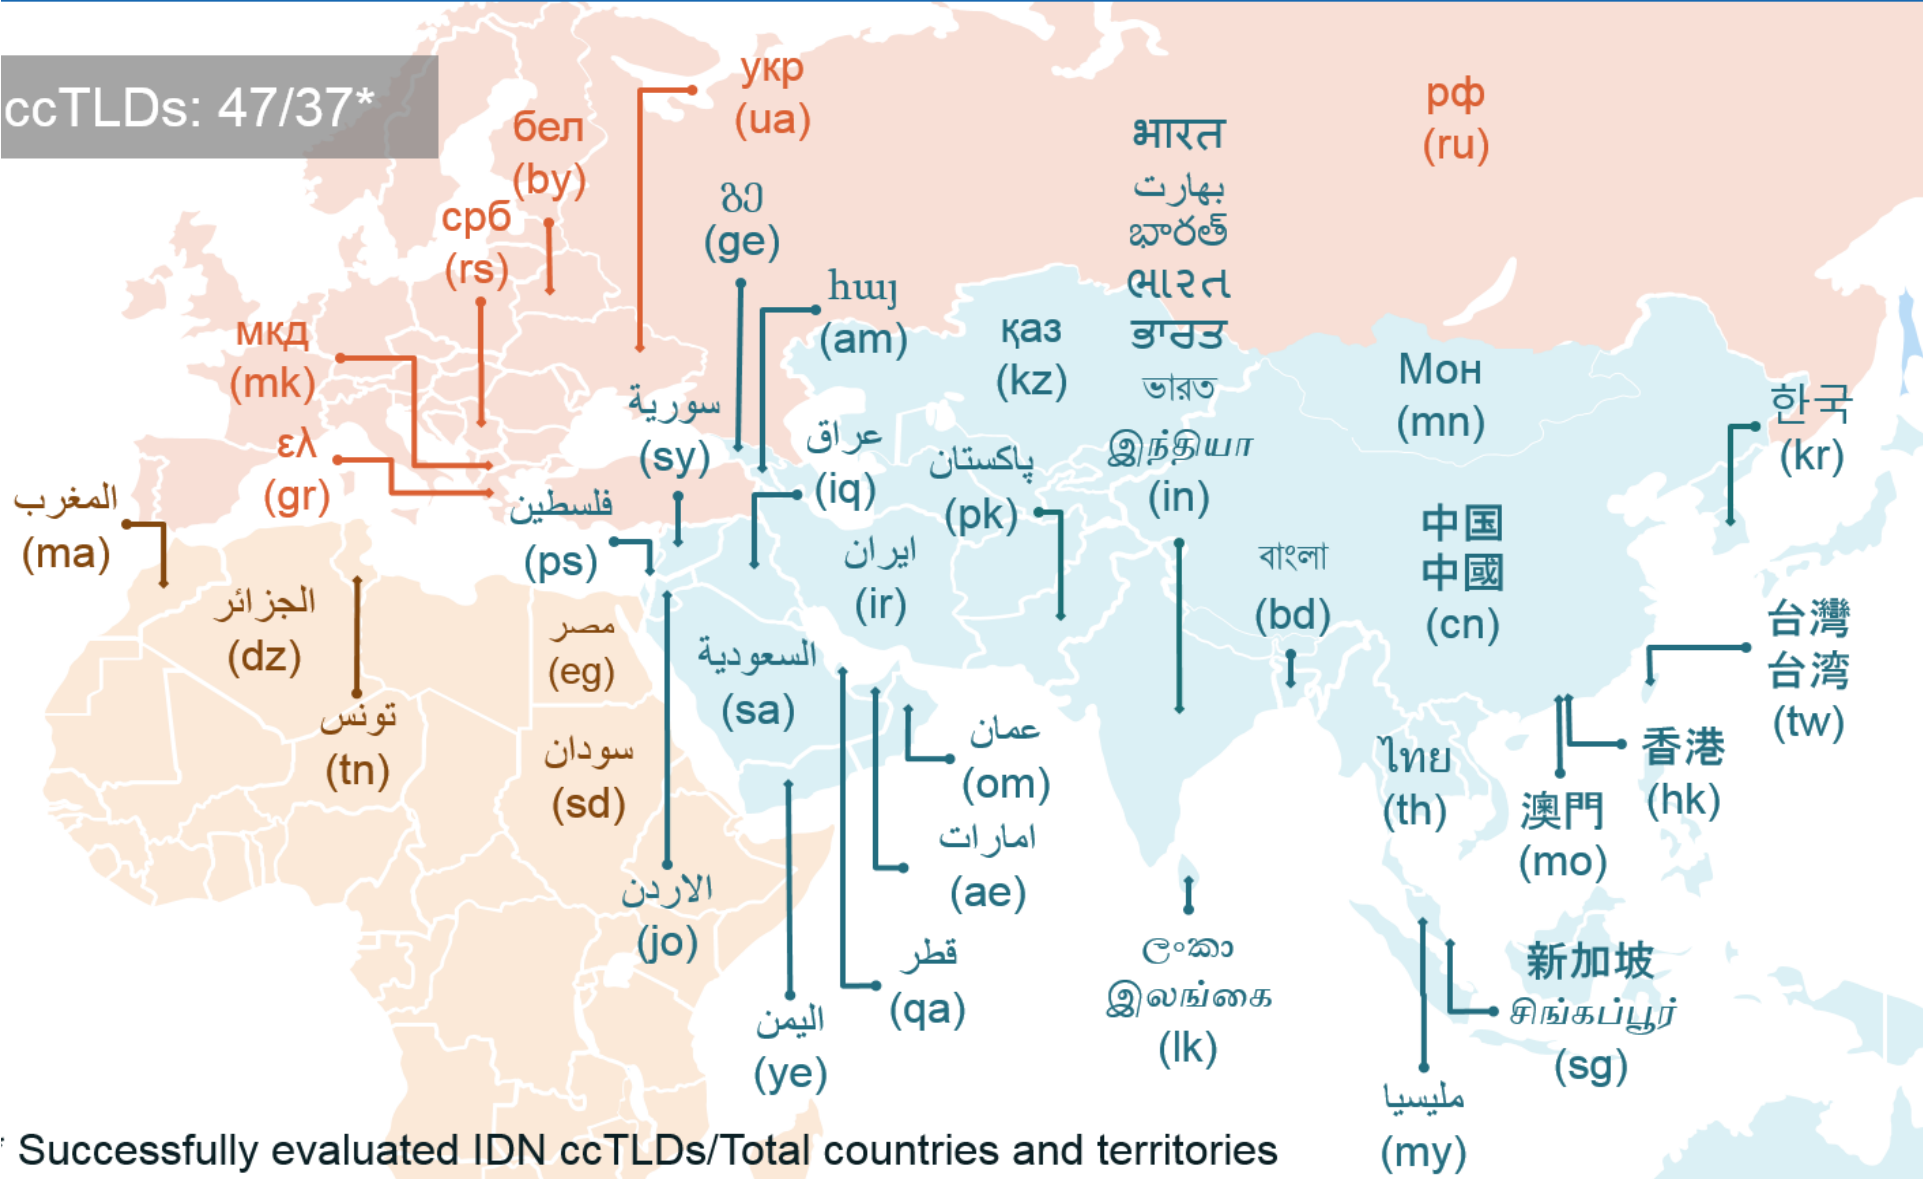 ccTLDs: 47/37*
укр
(ua)
рф
(ru)
бел
(by)
срб
(rs)
мкд
(mk)
ελ
(gr)
გე
(ge)
հայ
(am)
қаз
(kz)
भारत
بھارت
భారత్
ભારત
ਭਾਰਤ
ভারত
இந்தியா
(in)
Мон
(mn)
한국
(kr)
سورية
(sy)
عراق
(iq)
پاکستان
(pk)
فلسطين
(ps)
ایران
(ir)
বাংলা
(bd)
中国
中國
(cn)
台灣
台湾
(tw)
香港
(hk)
澳門
(mo)
ไทย
(th)
المغرب
(ma)
الجزائر
(dz)
تونس
(tn)
مصر
(eg)
سودان
(sd)
السعودية
(sa)
عمان
(om)
امارات
(ae)
الاردن
(jo)
قطر
(qa)
اليمن
(ye)
ලංකා
இலங்கை
(lk)
新加坡
சிங்கப்பூர்
(sg)
مليسيا
(my)
* Successfully evaluated IDN ccTLDs/Total countries and territories